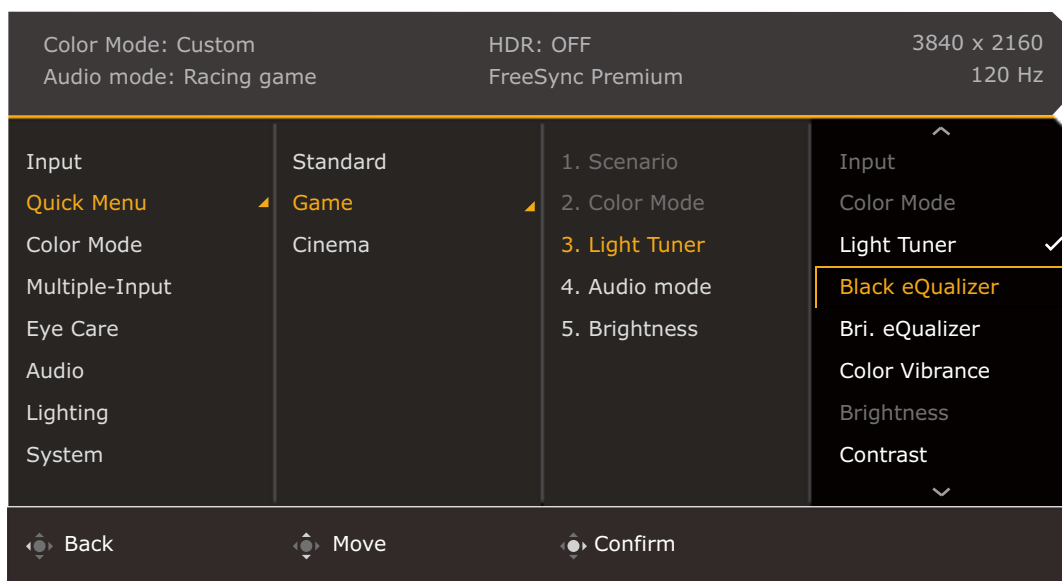 Color Mode: Custom
HDR: OFF
3840 x 2160
Audio mode: Racing game
FreeSync Premium
120 Hz
Input
Quick Menu
Color Mode
Multiple-Input
Eye Care
Audio
Lighting
System
Standard
Game
Cinema
1. Scenario
2. Color Mode
3. Light Tuner
4. Audio mode
5. Brightness
Input
Color Mode
Light Tuner
Black eQualizer
Bri. eQualizer
Color Vibrance
Brightness
Contrast
Back
Move
Confirm